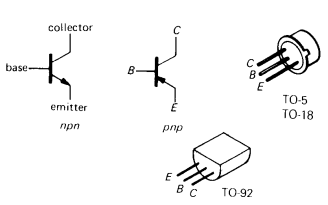 collector
base
emitter
npn
C
B
E
pnp
C
B
E
TO-5
TO-18
E
B
C
TO-92